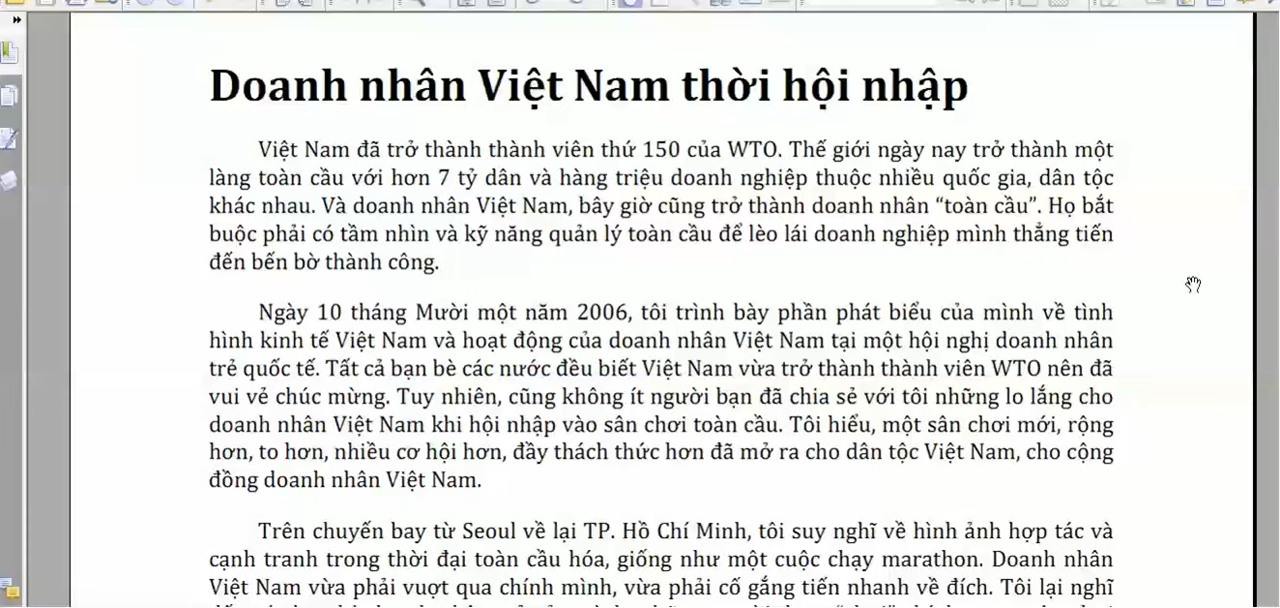 Doanh nhân Việt Nam thời hội nhập
Việt Nam đã trở thành thành viên thứ 150 của WTO. Thế giới ngày nay trở thành một
làng toàn cầu với hơn 7 tỷ dân và hàng triệu doanh nghiệp thuộc nhiều quốc gia, dân tộc
khác nhau. Và doanh nhân Việt Nam, bây giờ cũng trở thành doanh nhân “toàn cầu”. Họ bắt
buộc phải có tầm nhìn và kỹ năng quản lý toàn cầu để lèo lái doanh nghiệp mình thẳng tiến
đến bến bờ thành công.
Ngày 10 tháng Mười một năm 2006, tôi trình bày phần phát biểu của mình về tình
hình kinh tế Việt Nam và hoạt động của doanh nhân Việt Nam tại một hội nghị doanh nhân
trẻ quốc tế. Tất cả bạn bè các nước đều biết Việt Nam vừa trở thành thành viên WTO nên đã
vui vẻ chúc mừng. Tuy nhiên, cũng không ít người bạn đã chia sẻ với tôi những lo lắng cho
doanh nhân Việt Nam khi hội nhập vào sân chơi toàn cầu. Tôi hiểu, một sân chơi mới, rộng
hơn, to hơn, nhiều cơ hội hơn, đầy thách thức hơn đã mở ra cho dân tộc Việt Nam, cho cộng
đồng doanh nhân Việt Nam.
Trên chuyến bay từ Seoul về lại TP. Hồ Chí Minh, tôi suy nghĩ về hình ảnh hợp tác và
cạnh tranh trong thời đại toàn cầu hóa, giống như một cuộc chạy marathon. Doanh nhân
Việt Nam vừa phải vượt qua chính mình, vừa phải cố gắng tiến nhanh về đích. Tôi lại nghĩ